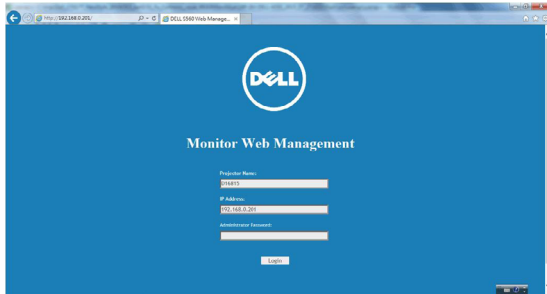 http://192.168.0.201/
DELL S560 Web Manage...
DELL
Monitor Web Management
Projector Name:
D16815
IP Address:
192.168.0.201
Administrator Password:
Login